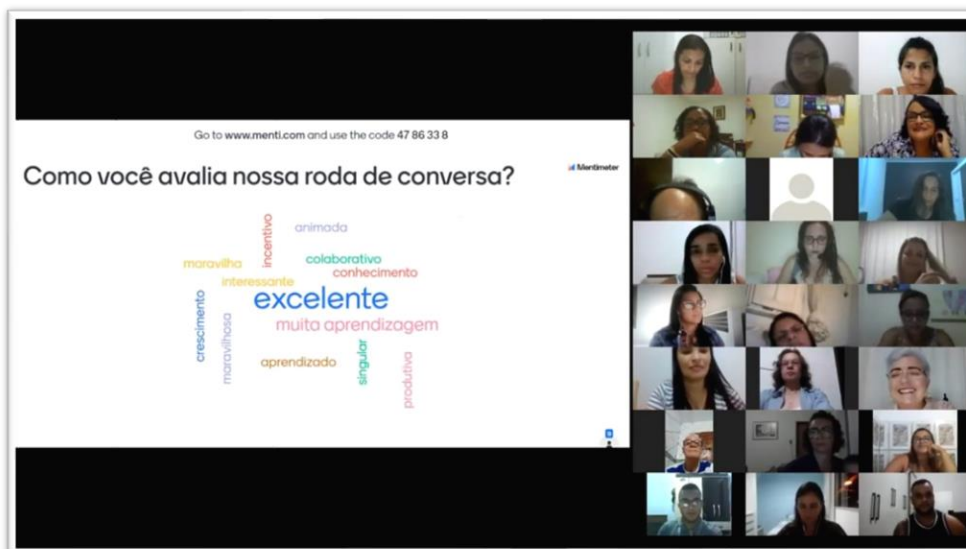 Go to www.menti.com and use the code 47 86 33 8
Mentimeter
Como você avalia nossa roda de conversa?
incentivo
animada
maravilha
colaborativo
conhecimento
interessante
excelente
crescimento
maravilhosa
muita aprendizagem
aprendizado
singular
produtiva